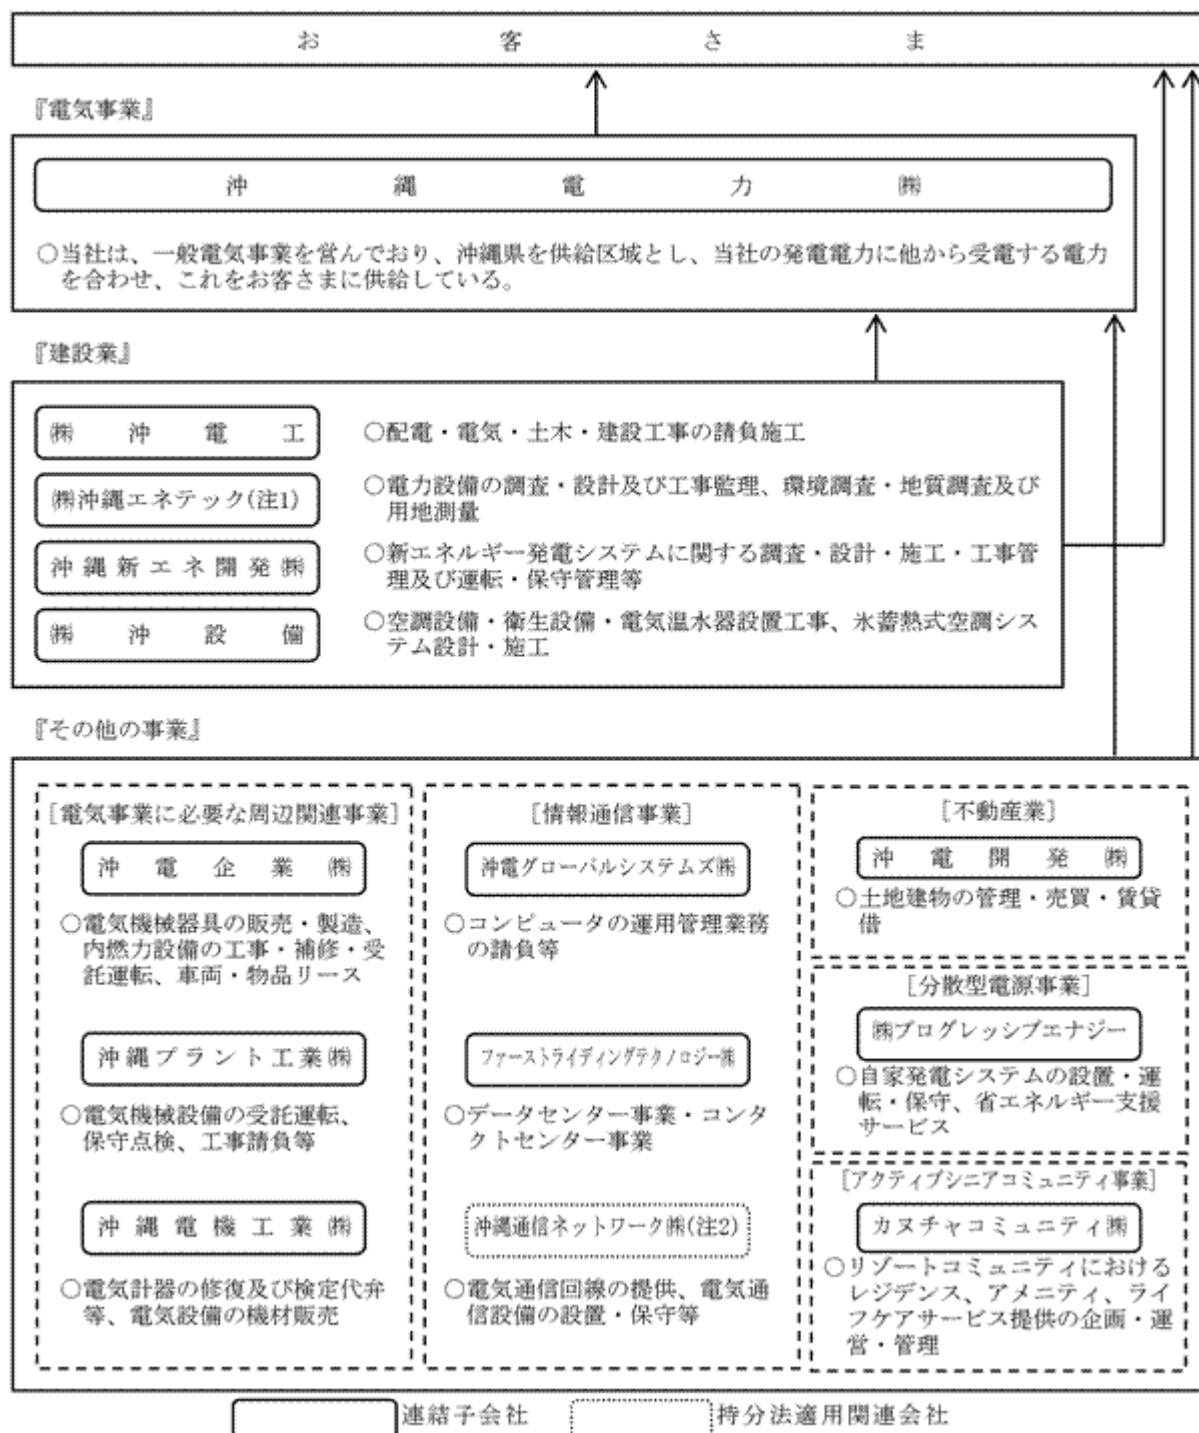 お客さま
『電気事業』
沖縄電力㈱
○当社は、一般電気事業を営んでおり、沖縄県を供給区域とし、当社の発電電力に他から受電する電力
を合わせ、これをお客さまに供給している。
『建設業』
㈱沖電工
○配電・電気・土木・建設工事の請負施工
㈱沖縄エネテック(注1)
○電力設備の調査・設計及び工事監理、環境調査・地質調査及び
用地測量
沖縄新エネ開発㈱
○新エネルギー発電システムに関する調査・設計・施工・工事管
理及び運転・保守管理等
㈱沖設備
○空調設備・衛生設備・電気温水器設置工事、氷蓄熱式空調シス
テム設計・施工
『その他の事業』
[電気事業に必要な周辺関連事業]
沖電企業㈱
○電気機械器具の販売・製造、
内燃力設備の工事・補修・受
託運転、車両・物品リース
沖縄プラント工業㈱
○電気機械設備の受託運転、
保守点検、工事請負等
沖縄電機工業㈱
○電気計器の修復及び検定代弁
等、電気設備の機材販売
[情報通信事業]
沖電グローバルシステムズ㈱
○コンピュータの運用管理業務
の請負等
ファーストライディングテクノロジー㈱
○データセンター事業・コンタ
クトセンター事業
沖縄通信ネットワーク㈱(注2)
○電気通信回線の提供、電気通
信設備の設置・保守等
[不動産業]
沖電開発㈱
○土地建物の管理・売買・賃貸
借
[分散型電源事業]
㈱プログレッシブエナジー
○自家発電システムの設置・運
転・保守、省エネルギー支援
サービス
[アクティブシニアコミュニティ事業]
カヌチャコミュニティ㈱
○リゾートコミュニティにおける
レジデンス、アメニティ、ライ
フケアサービス提供の企画・運
営・管理
連結子会社
持分法適用関連会社